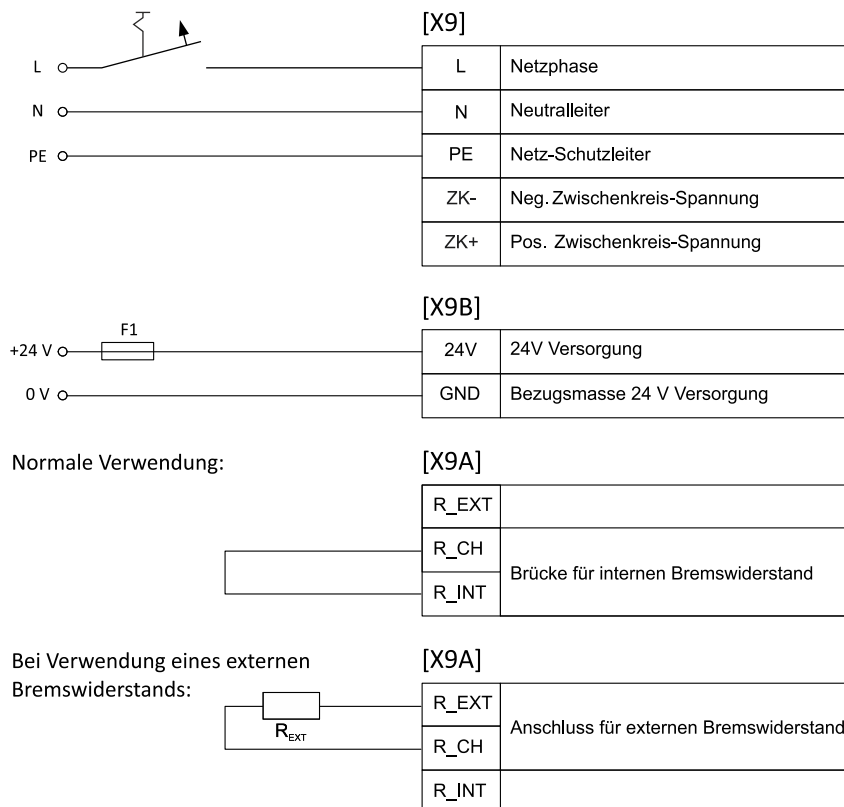 [X9]
L L Netzphase
N N Neutralleiter
PE PE Netz-Schutzleiter
ZK- Neg. Zwischenkreis-Spannung
ZK+ Pos. Zwischenkreis-Spannung
[X9B]
F1
+24 V 24V 24V Versorgung
0 V GND Bezugsmasse 24 V Versorgung
Normale Verwendung: [X9A]
R_EXT
R_CH
Brücke für internen Bremswiderstand
R_INT
Bei Verwendung eines externen [X9A]
Bremswiderstands:
R_EXT
REXT
Anschluss für externen Bremswiderstand
R_CH
R_INT